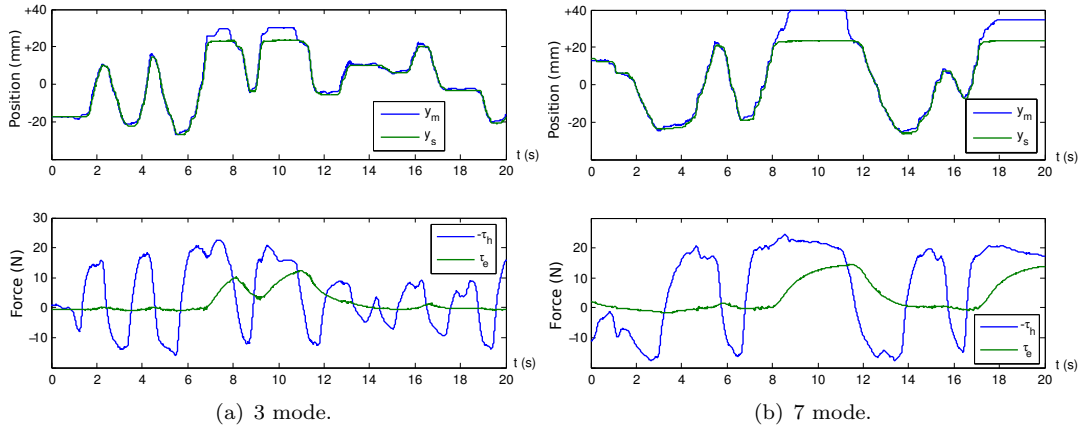 +40
+20
0
-20
Position (mm)
y_m
y_s
t (s)
0 2 4 6 8 10 12 14 16 18 20
30
20
10
0
-10
Force (N)
-τ_h
τ_e
t (s)
0 2 4 6 8 10 12 14 16 18 20
(a) 3 mode.
+40
+20
0
-20
Position (mm)
y_m
y_s
t (s)
0 2 4 6 8 10 12 14 16 18 20
20
10
0
-10
Force (N)
-τ_h
τ_e
t (s)
0 2 4 6 8 10 12 14 16 18 20
(b) 7 mode.